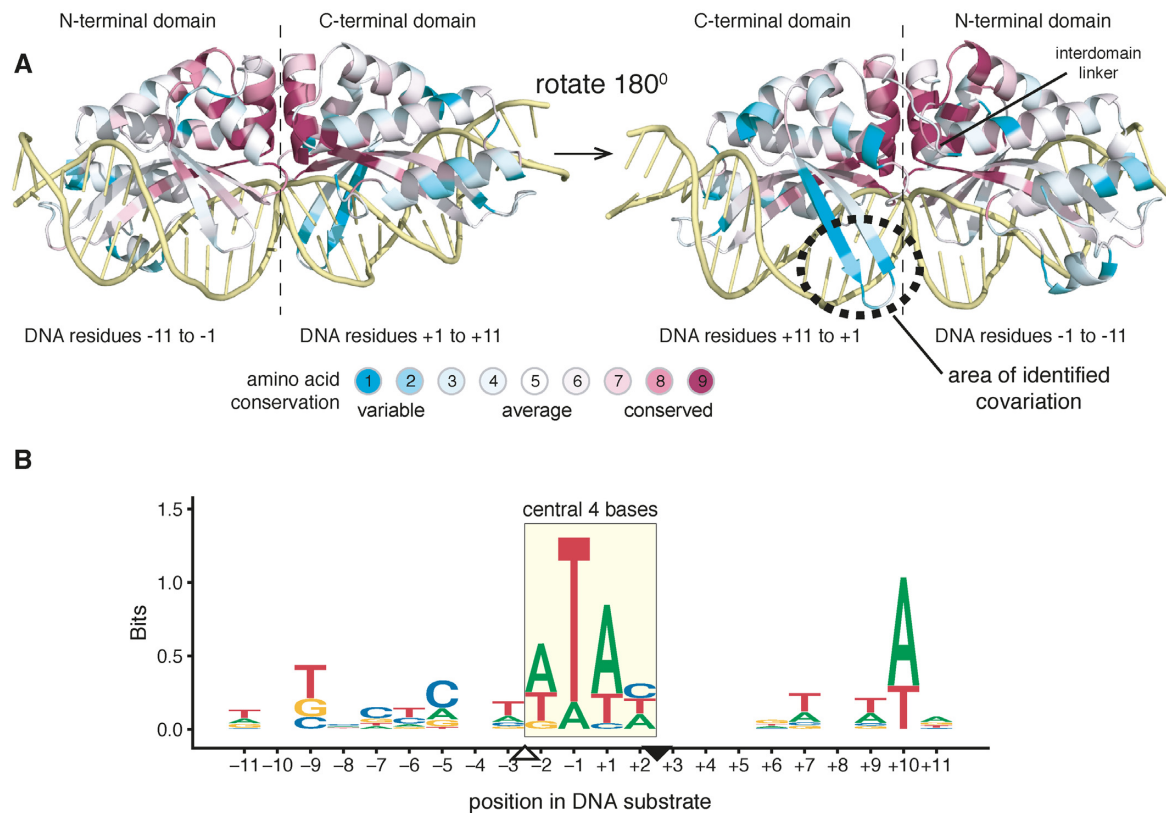 N-terminal domain C-terminal domain C-terminal domain N-terminal domain
A
rotate 180⁰
interdomain
linker
DNA residues -11 to -1 DNA residues +1 to +11 DNA residues +11 to +1 DNA residues -1 to -11
amino acid
conservation
1 2 3 4 5 6 7 8 9
variable average conserved
area of identified
covariation
B
central 4 bases
1.5
1.0
0.5
0.0
Bits
T A T G C C T A T C A G T A A T G T A A T C C T A T A T A A T A
−11 −10 −9 −8 −7 −6 −5 −4 −3 −2 −1 +1 +2 +3 +4 +5 +6 +7 +8 +9 +10 +11
position in DNA substrate